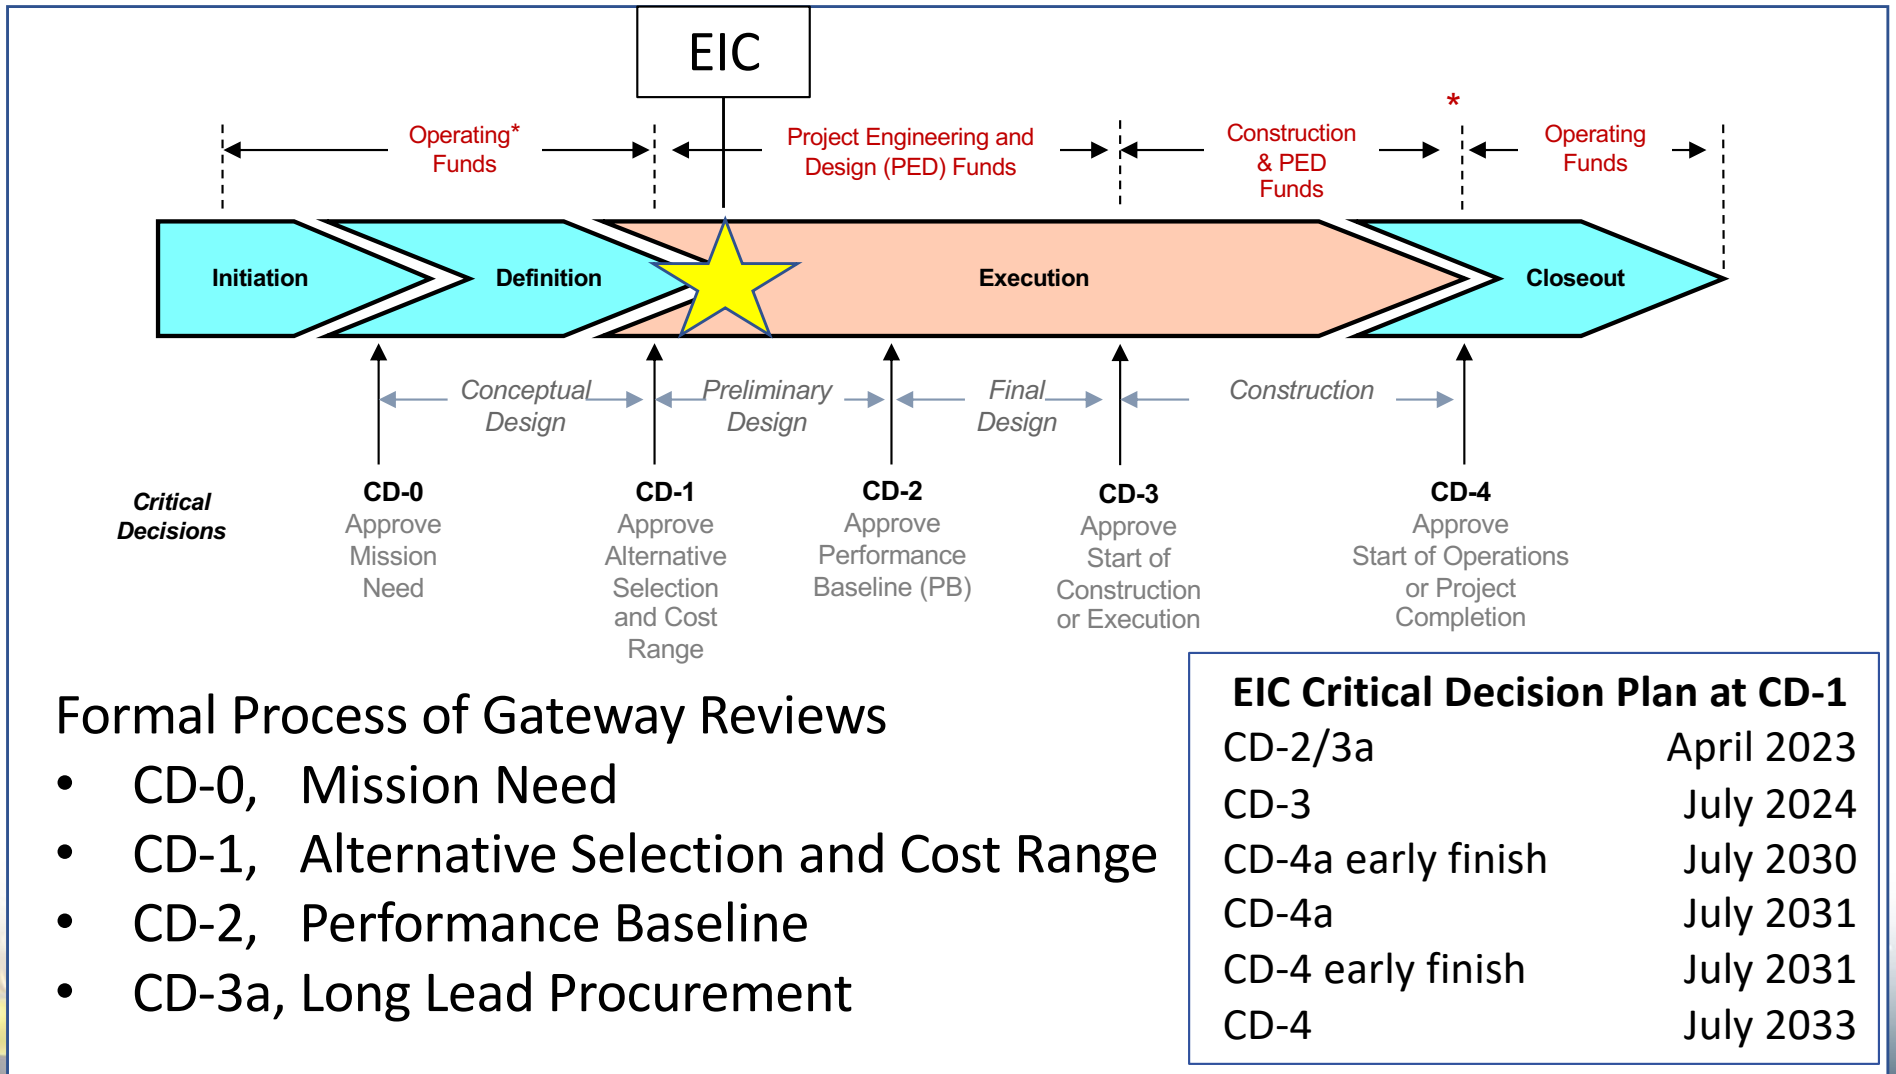 EIC
*
Operating*
Funds
Project Engineering and
Design (PED) Funds
Construction
& PED
Funds
Operating
Funds
Initiation
Definition
Execution
Closeout
Conceptual
Design
Preliminary
Design
Final
Design
Construction
Critical
Decisions
CD-0
Approve
Mission
Need
CD-1
Approve
Alternative
Selection
and Cost
Range
CD-2
Approve
Performance
Baseline (PB)
CD-3
Approve
Start of
Construction
or Execution
CD-4
Approve
Start of Operations
or Project
Completion
Formal Process of Gateway Reviews
• CD-0, Mission Need
• CD-1, Alternative Selection and Cost Range
• CD-2, Performance Baseline
• CD-3a, Long Lead Procurement
EIC Critical Decision Plan at CD-1
CD-2/3a April 2023
CD-3 July 2024
CD-4a early finish July 2030
CD-4a July 2031
CD-4 early finish July 2031
CD-4 July 2033